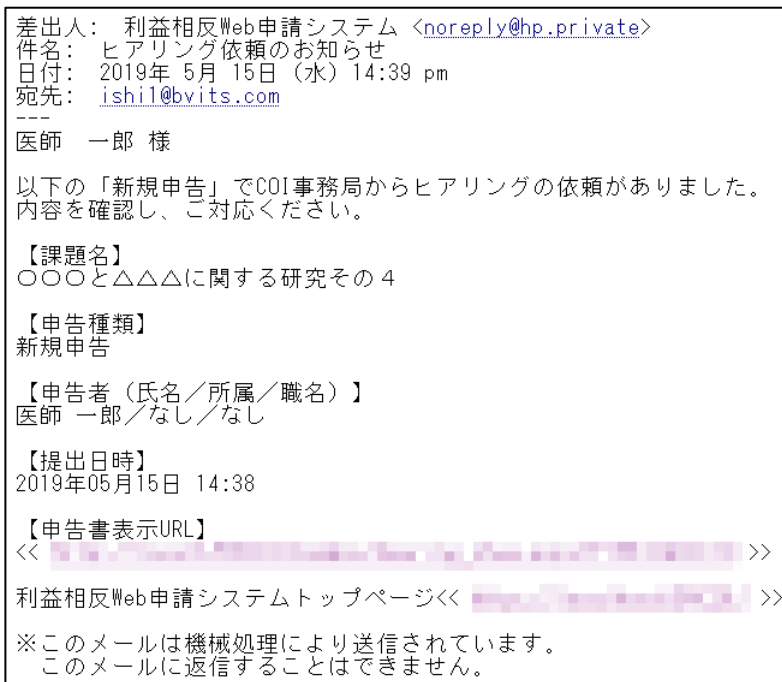 差出人： 利益相反Web申請システム <noreply@hp.private>
件名： ヒアリング依頼のお知らせ
日付： 2019年 5月 15日（水）14:39 pm
宛先： ishi1@bvits.com
---
医師 一郎 様
以下の「新規申告」でCOI事務局からヒアリングの依頼がありました。
内容を確認し、ご対応ください。
【課題名】
○○○と△△△に関する研究その４
【申告種類】
新規申告
【申告者（氏名／所属／職名）】
医師 一郎／なし／なし
【提出日時】
2019年05月15日 14:38
【申告書表示URL】
<< >>
利益相反Web申請システムトップページ<< >>
※このメールは機械処理により送信されています。
このメールに返信することはできません。